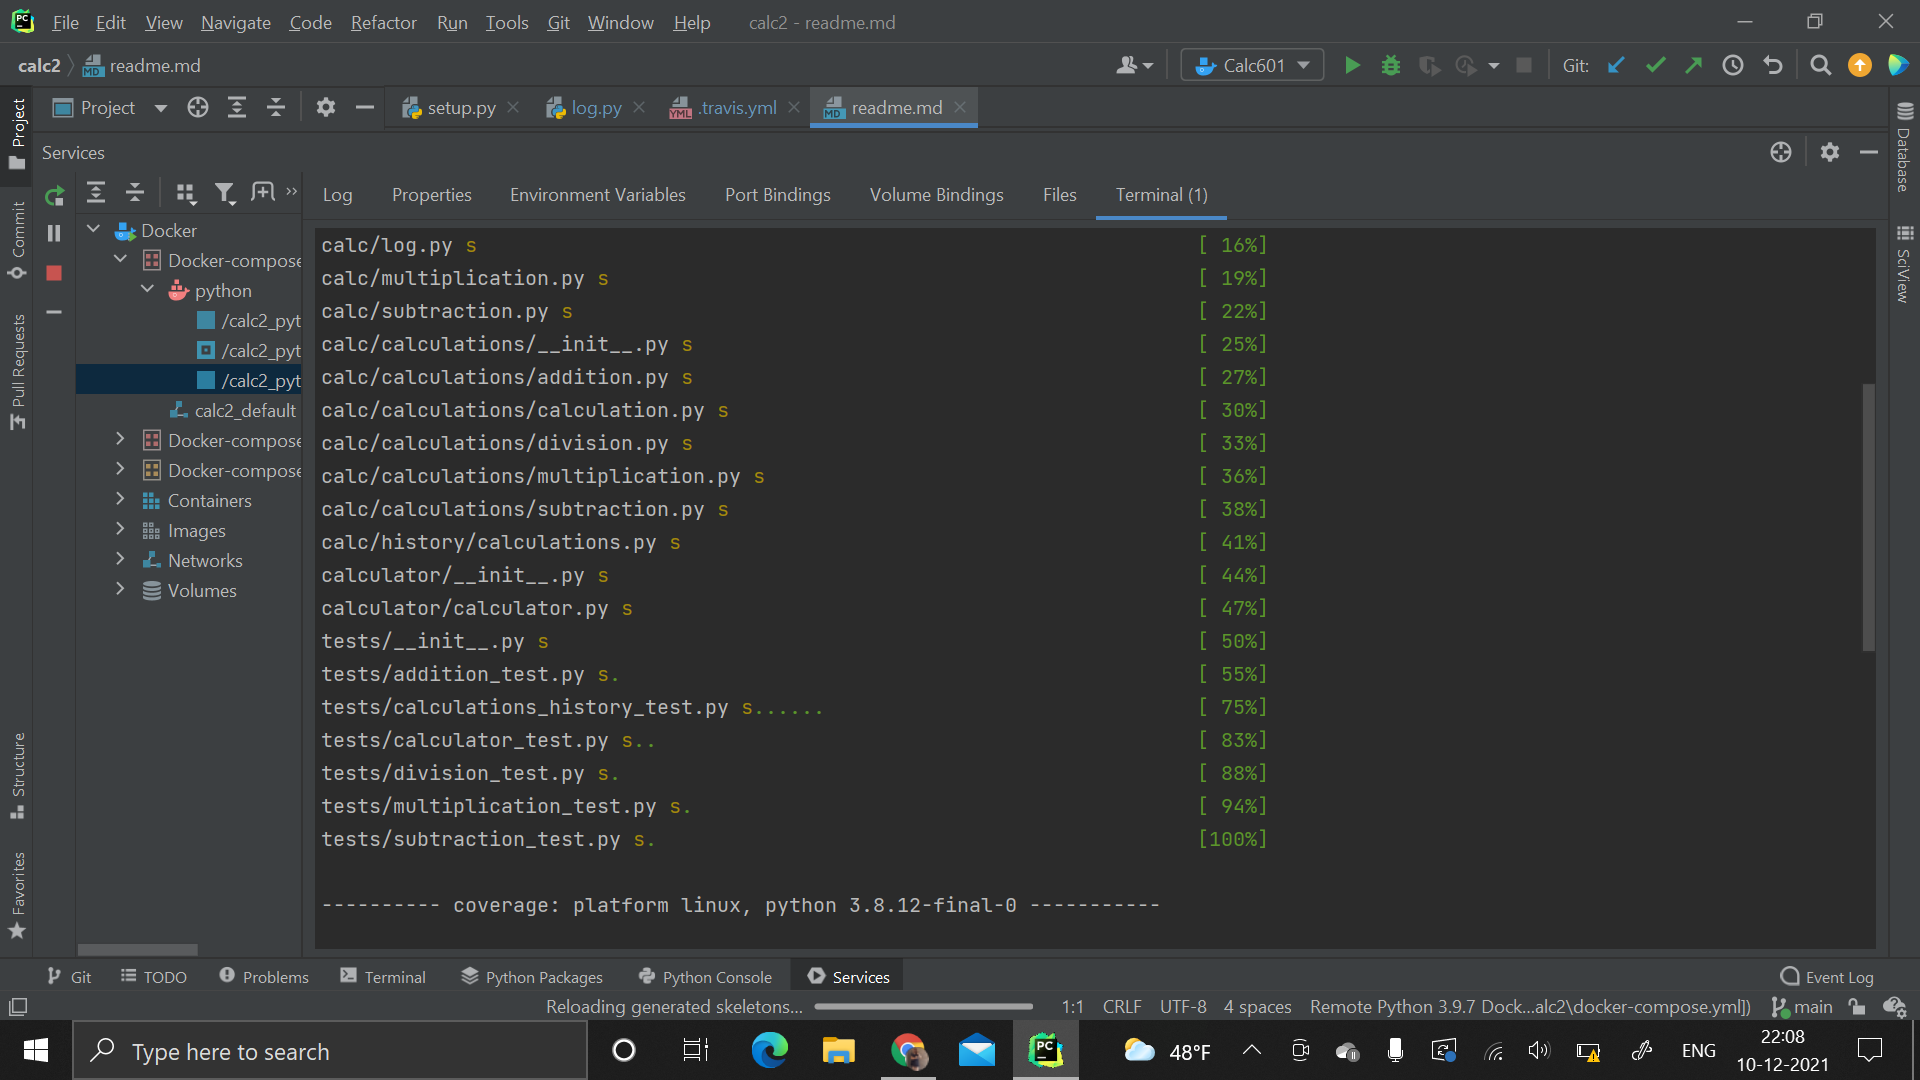 PC File Edit View Navigate Code Refactor Run Tools Git Window Help calc2 - readme.md
calc2 MD readme.md Calc601 Git:
Project setup.py log.py YML .travis.yml MD readme.md
Services
Log Properties Environment Variables Port Bindings Volume Bindings Files Terminal (1)
Project
Commit
Pull Requests
Structure
Favorites
Docker
Docker-compose
python
/calc2_pyt
/calc2_pyt
/calc2_pyt
calc2_default
Docker-compose
Docker-compose
Containers
Images
Networks
Volumes
calc/log.py s [ 16%]
calc/multiplication.py s [ 19%]
calc/subtraction.py s [ 22%]
calc/calculations/__init__.py s [ 25%]
calc/calculations/addition.py s [ 27%]
calc/calculations/calculation.py s [ 30%]
calc/calculations/division.py s [ 33%]
calc/calculations/multiplication.py s [ 36%]
calc/calculations/subtraction.py s [ 38%]
calc/history/calculations.py s [ 41%]
calculator/__init__.py s [ 44%]
calculator/calculator.py s [ 47%]
tests/__init__.py s [ 50%]
tests/addition_test.py s. [ 55%]
tests/calculations_history_test.py s...... [ 75%]
tests/calculator_test.py s.. [ 83%]
tests/division_test.py s. [ 88%]
tests/multiplication_test.py s. [ 94%]
tests/subtraction_test.py s. [100%]
---------- coverage: platform linux, python 3.8.12-final-0 -----------
Database
SciView
Git TODO Problems Terminal Python Packages Python Console Services Event Log
Reloading generated skeletons... 1:1 CRLF UTF-8 4 spaces Remote Python 3.9.7 Dock...alc2\docker-compose.yml]) main
Type here to search PC 48°F ENG 22:08
10-12-2021